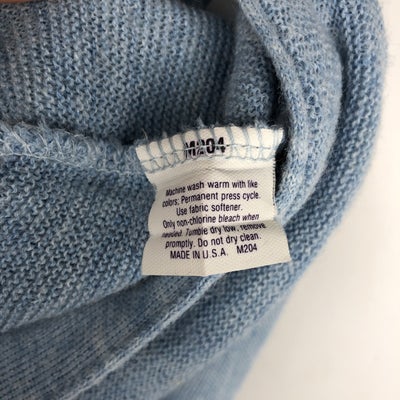 M204
Machine wash warm with like
colors; Permanent press cycle.
Use fabric softener.
Only non-chlorine bleach when
needed. Tumble dry low, remove
promptly. Do not dry clean.
MADE IN U.S.A. M204